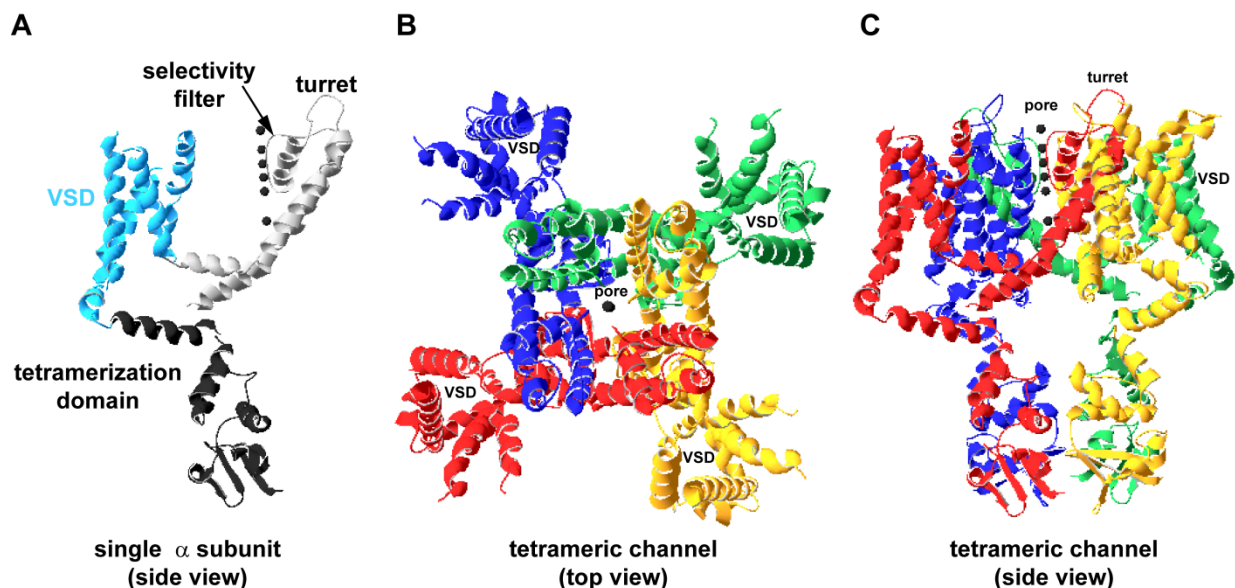 A
selectivity
filter
turret
VSD
tetramerization
domain
single α subunit
(side view)
B
VSD
VSD
pore
VSD
VSD
tetrameric channel
(top view)
C
turret
pore
VSD
tetrameric channel
(side view)